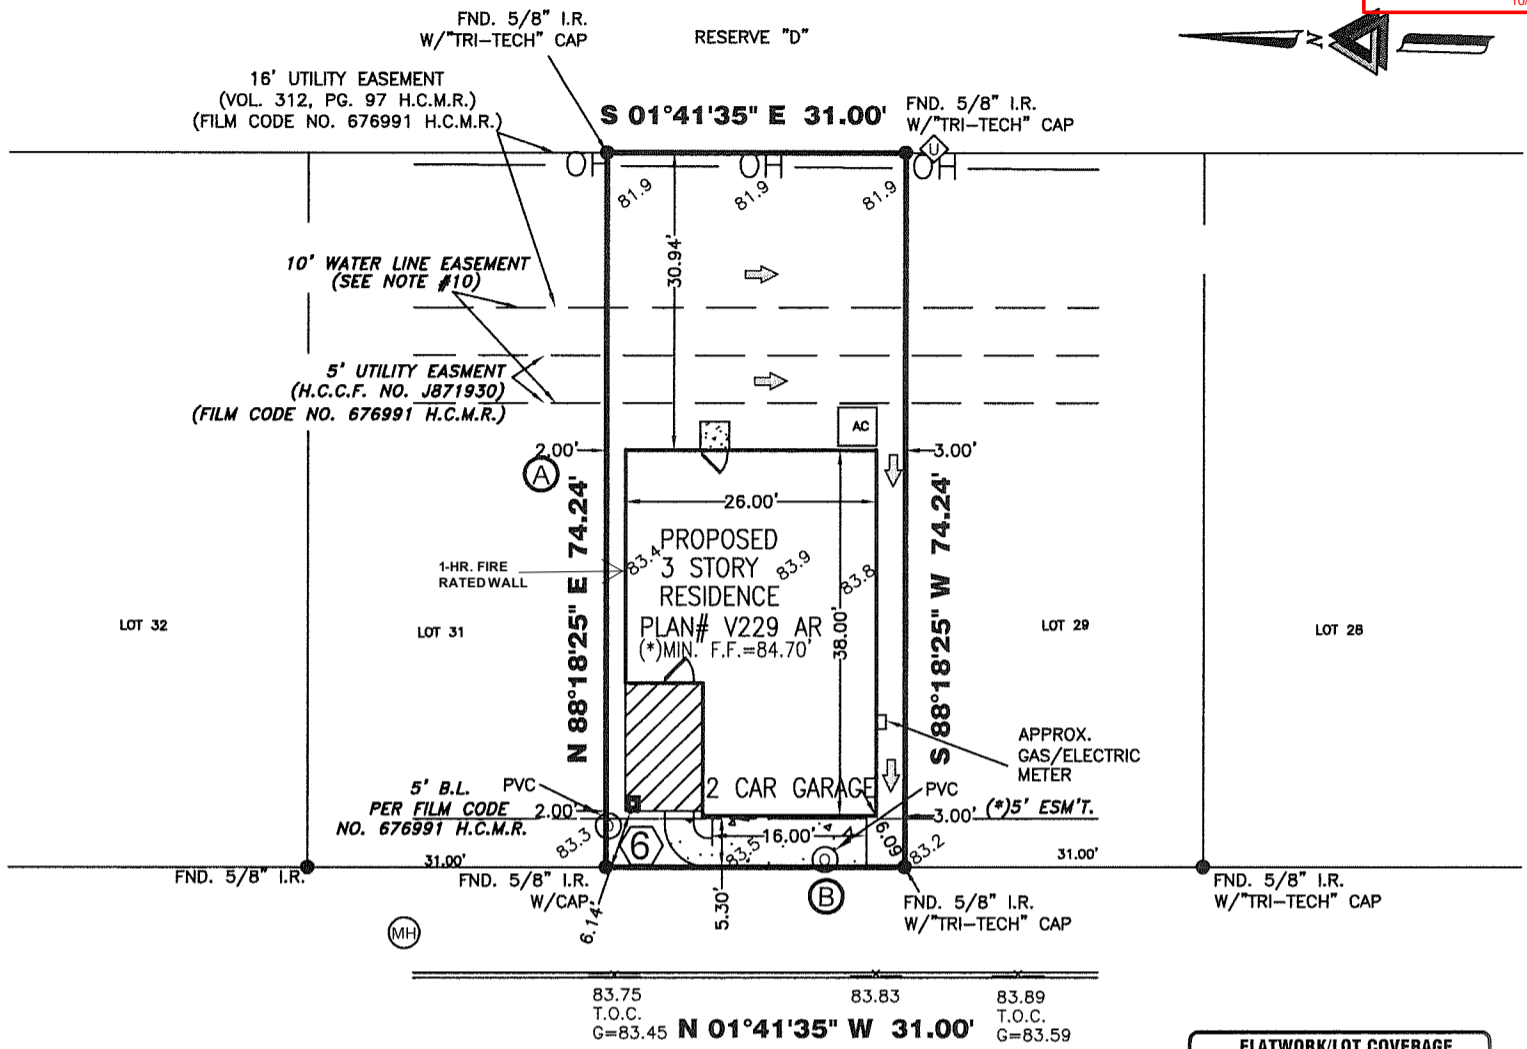 10/
FND. 5/8" I.R.
W/"TRI-TECH" CAP
RESERVE "D"
N
16' UTILITY EASEMENT
(VOL. 312, PG. 97 H.C.M.R.)
(FILM CODE NO. 676991 H.C.M.R.)
S 01°41'35" E 31.00'
FND. 5/8" I.R.
W/"TRI-TECH" CAP
U
OH
OH
OH
81.9
81.9
81.9
30.94'
10' WATER LINE EASEMENT
(SEE NOTE #10)
5' UTILITY EASMENT
(H.C.C.F. NO. J871930)
(FILM CODE NO. 676991 H.C.M.R.)
AC
2.00'
3.00'
A
26.00'
N 88°18'25" E 74.24'
S 88°18'25" W 74.24'
PROPOSED
3 STORY
RESIDENCE
PLAN# V229 AR
(*)MIN. F.F.=84.70'
83.4
83.9
83.8
38.00'
1-HR. FIRE
RATED WALL
LOT 32
LOT 31
LOT 29
LOT 28
APPROX.
GAS/ELECTRIC
METER
5' B.L.
PER FILM CODE
NO. 676991 H.C.M.R.
PVC
2 CAR GARAGE
PVC
2.00'
3.00'
(*)5' ESM'T.
83.3
6
83.5
16.00'
6.09
83.2
31.00'
31.00'
FND. 5/8" I.R.
FND. 5/8" I.R.
W/CAP.
6.14'
5.30'
B
FND. 5/8" I.R.
W/"TRI-TECH" CAP
FND. 5/8" I.R.
W/"TRI-TECH" CAP
MH
83.75
T.O.C.
G=83.45
83.83
83.89
T.O.C.
G=83.59
N 01°41'35" W 31.00'
FLATWORK/LOT COVERAGE